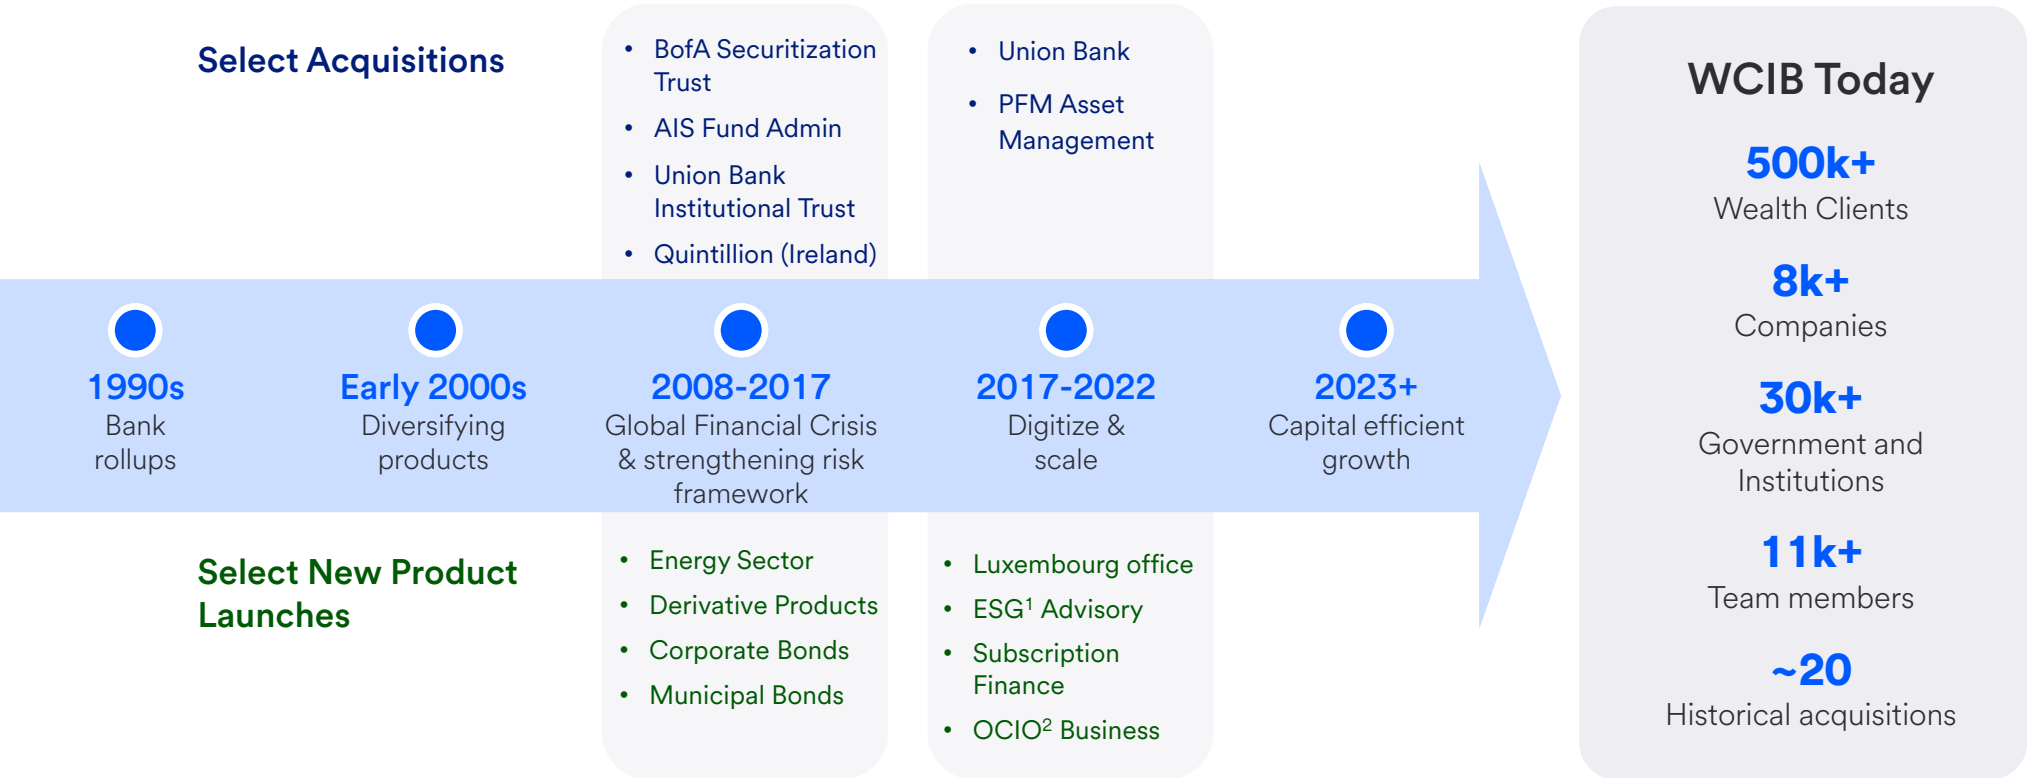 Select Acquisitions
• BofA Securitization
Trust
• AIS Fund Admin
• Union Bank
Institutional Trust
• Quintillion (Ireland)
• Union Bank
• PFM Asset
Management
1990s
Bank
rollups
Early 2000s
Diversifying
products
2008-2017
Global Financial Crisis
& strengthening risk
framework
2017-2022
Digitize &
scale
2023+
Capital efficient
growth
Select New Product
Launches
• Energy Sector
• Derivative Products
• Corporate Bonds
• Municipal Bonds
• Luxembourg office
• ESG¹ Advisory
• Subscription
Finance
• OCIO² Business
WCIB Today
500k+
Wealth Clients
8k+
Companies
30k+
Government and
Institutions
11k+
Team members
~20
Historical acquisitions